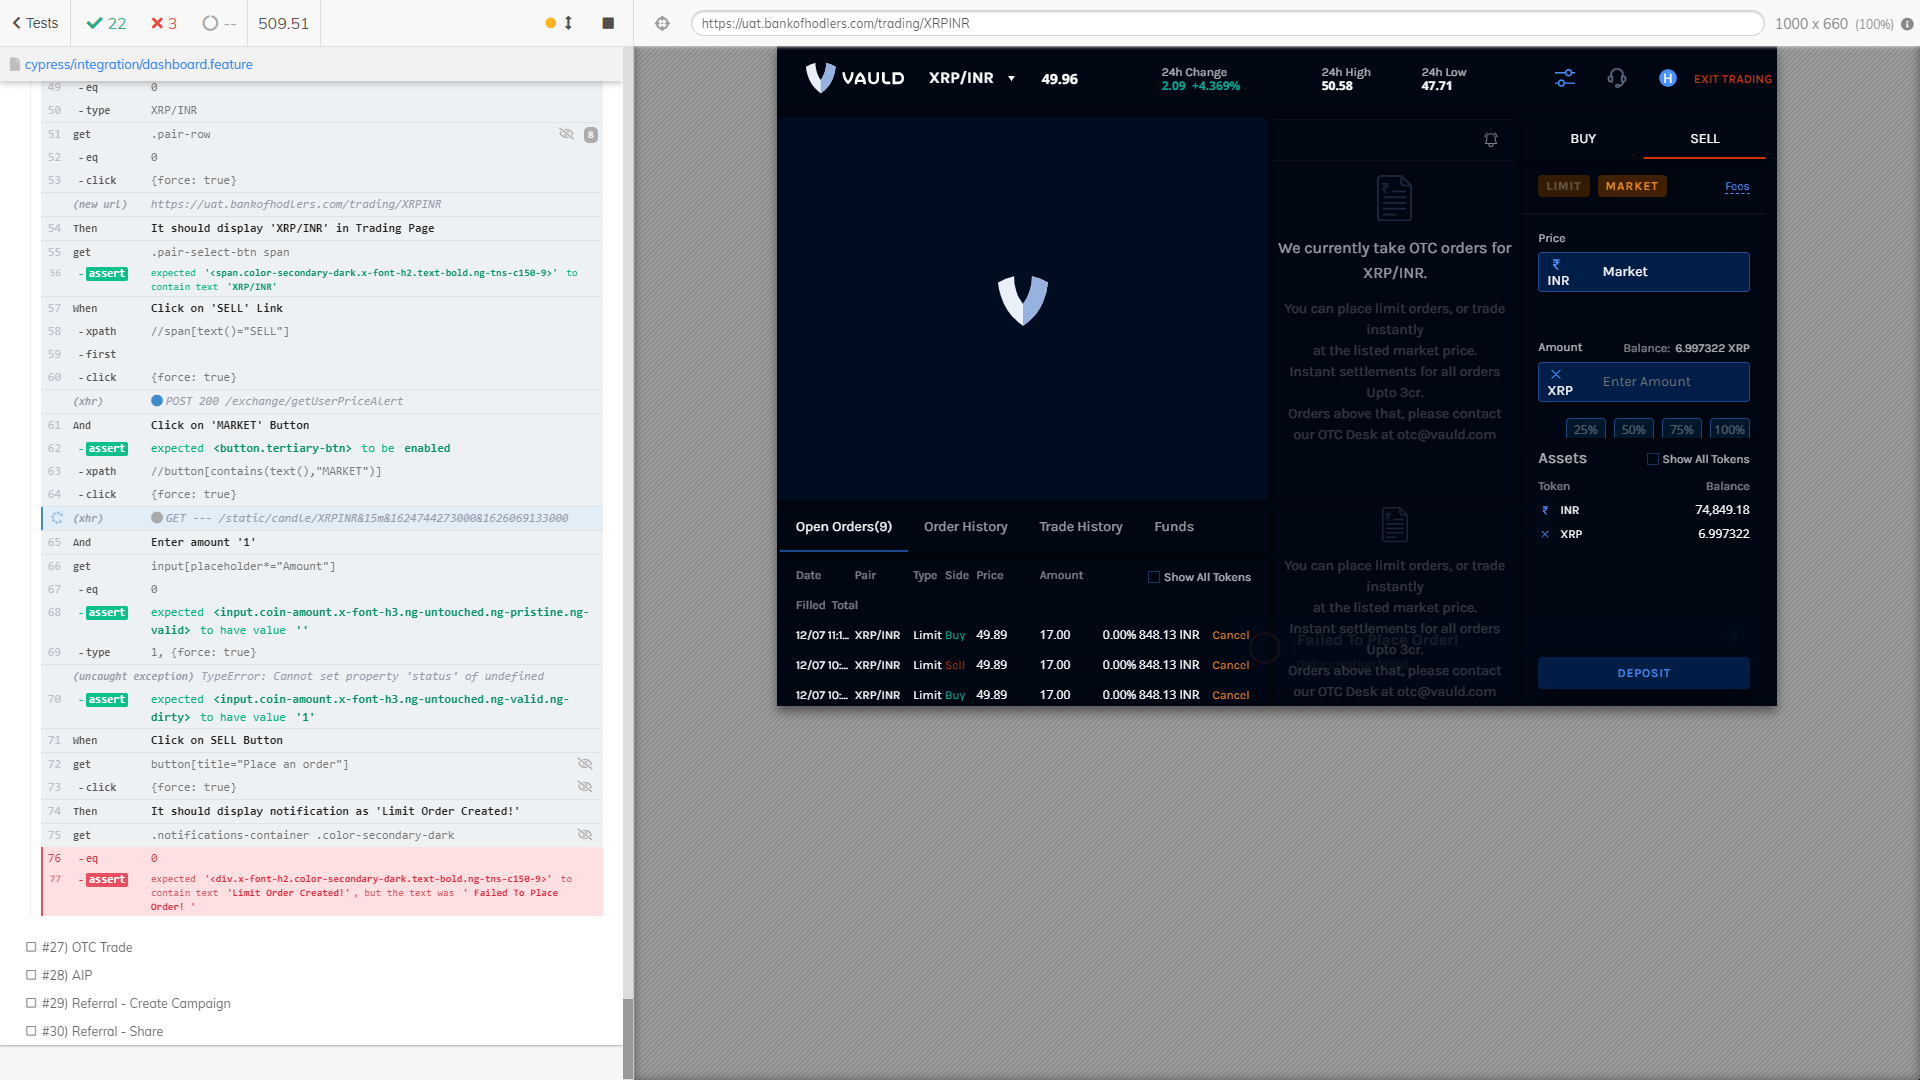 Tests
22
3
--
509.51
https://uat.bankofhodlers.com/trading/XRPINR
1000 x 660 (100%)
cypress/integration/dashboard.feature
49 -eq 0
50 -type XRP/INR
51 get .pair-row 8
52 -eq 0
53 -click {force: true}
(new url) https://uat.bankofhodlers.com/trading/XRPINR
54 Then It should display 'XRP/INR' in Trading Page
55 get .pair-select-btn span
56 -assert expected '<span.color-secondary-dark.x-font-h2.text-bold.ng-tns-c150-9>' to
contain text 'XRP/INR'
57 When Click on 'SELL' Link
58 -xpath //span[text()="SELL"]
59 -first
60 -click {force: true}
(xhr) POST 200 /exchange/getUserPriceAlert
61 And Click on 'MARKET' Button
62 -assert expected <button.tertiary-btn> to be enabled
63 -xpath //button[contains(text(),"MARKET")]
64 -click {force: true}
(xhr) GET --- /static/candle/XRPINR&15m&1624744273000&1626069133000
65 And Enter amount '1'
66 get input[placeholder*="Amount"]
67 -eq 0
68 -assert expected <input.coin-amount.x-font-h3.ng-untouched.ng-pristine.ng-
valid> to have value ''
69 -type 1, {force: true}
(uncaught exception) TypeError: Cannot set property 'status' of undefined
70 -assert expected <input.coin-amount.x-font-h3.ng-untouched.ng-valid.ng-
dirty> to have value '1'
71 When Click on SELL Button
72 get button[title="Place an order"]
73 -click {force: true}
74 Then It should display notification as 'Limit Order Created!'
75 get .notifications-container .color-secondary-dark
76 -eq 0
77 -assert expected '<div.x-font-h2.color-secondary-dark.text-bold.ng-tns-c150-9>' to
contain text 'Limit Order Created!', but the text was ' Failed To Place
Order! '
#27) OTC Trade
#28) AIP
#29) Referral - Create Campaign
#30) Referral - Share
VAULD
XRP/INR
49.96
24h Change
2.09 +4.369%
24h High
50.58
24h Low
47.71
H
EXIT TRADING
We currently take OTC orders for
XRP/INR.
You can place limit orders, or trade
instantly
at the listed market price.
Instant settlements for all orders
Upto 3cr.
Orders above that, please contact
our OTC Desk at otc@vauld.com
BUY SELL
LIMIT MARKET Fees
Price
₹
INR Market
Amount Balance: 6.997322 XRP
XRP Enter Amount
25% 50% 75% 100%
Assets Show All Tokens
Token Balance
₹ INR 74,849.18
XRP 6.997322
DEPOSIT
Open Orders(9) Order History Trade History Funds
Date Pair Type Side Price Amount Show All Tokens
Filled Total
12/07 11:1... XRP/INR Limit Buy 49.89 17.00 0.00% 848.13 INR Cancel
12/07 10:... XRP/INR Limit Sell 49.89 17.00 0.00% 848.13 INR Cancel
12/07 10:... XRP/INR Limit Buy 49.89 17.00 0.00% 848.13 INR Cancel
You can place limit orders, or trade
instantly
at the listed market price.
Instant settlements for all orders
Failed To Place Order!
Upto 3cr.
Orders above that, please contact
our OTC Desk at otc@vauld.com